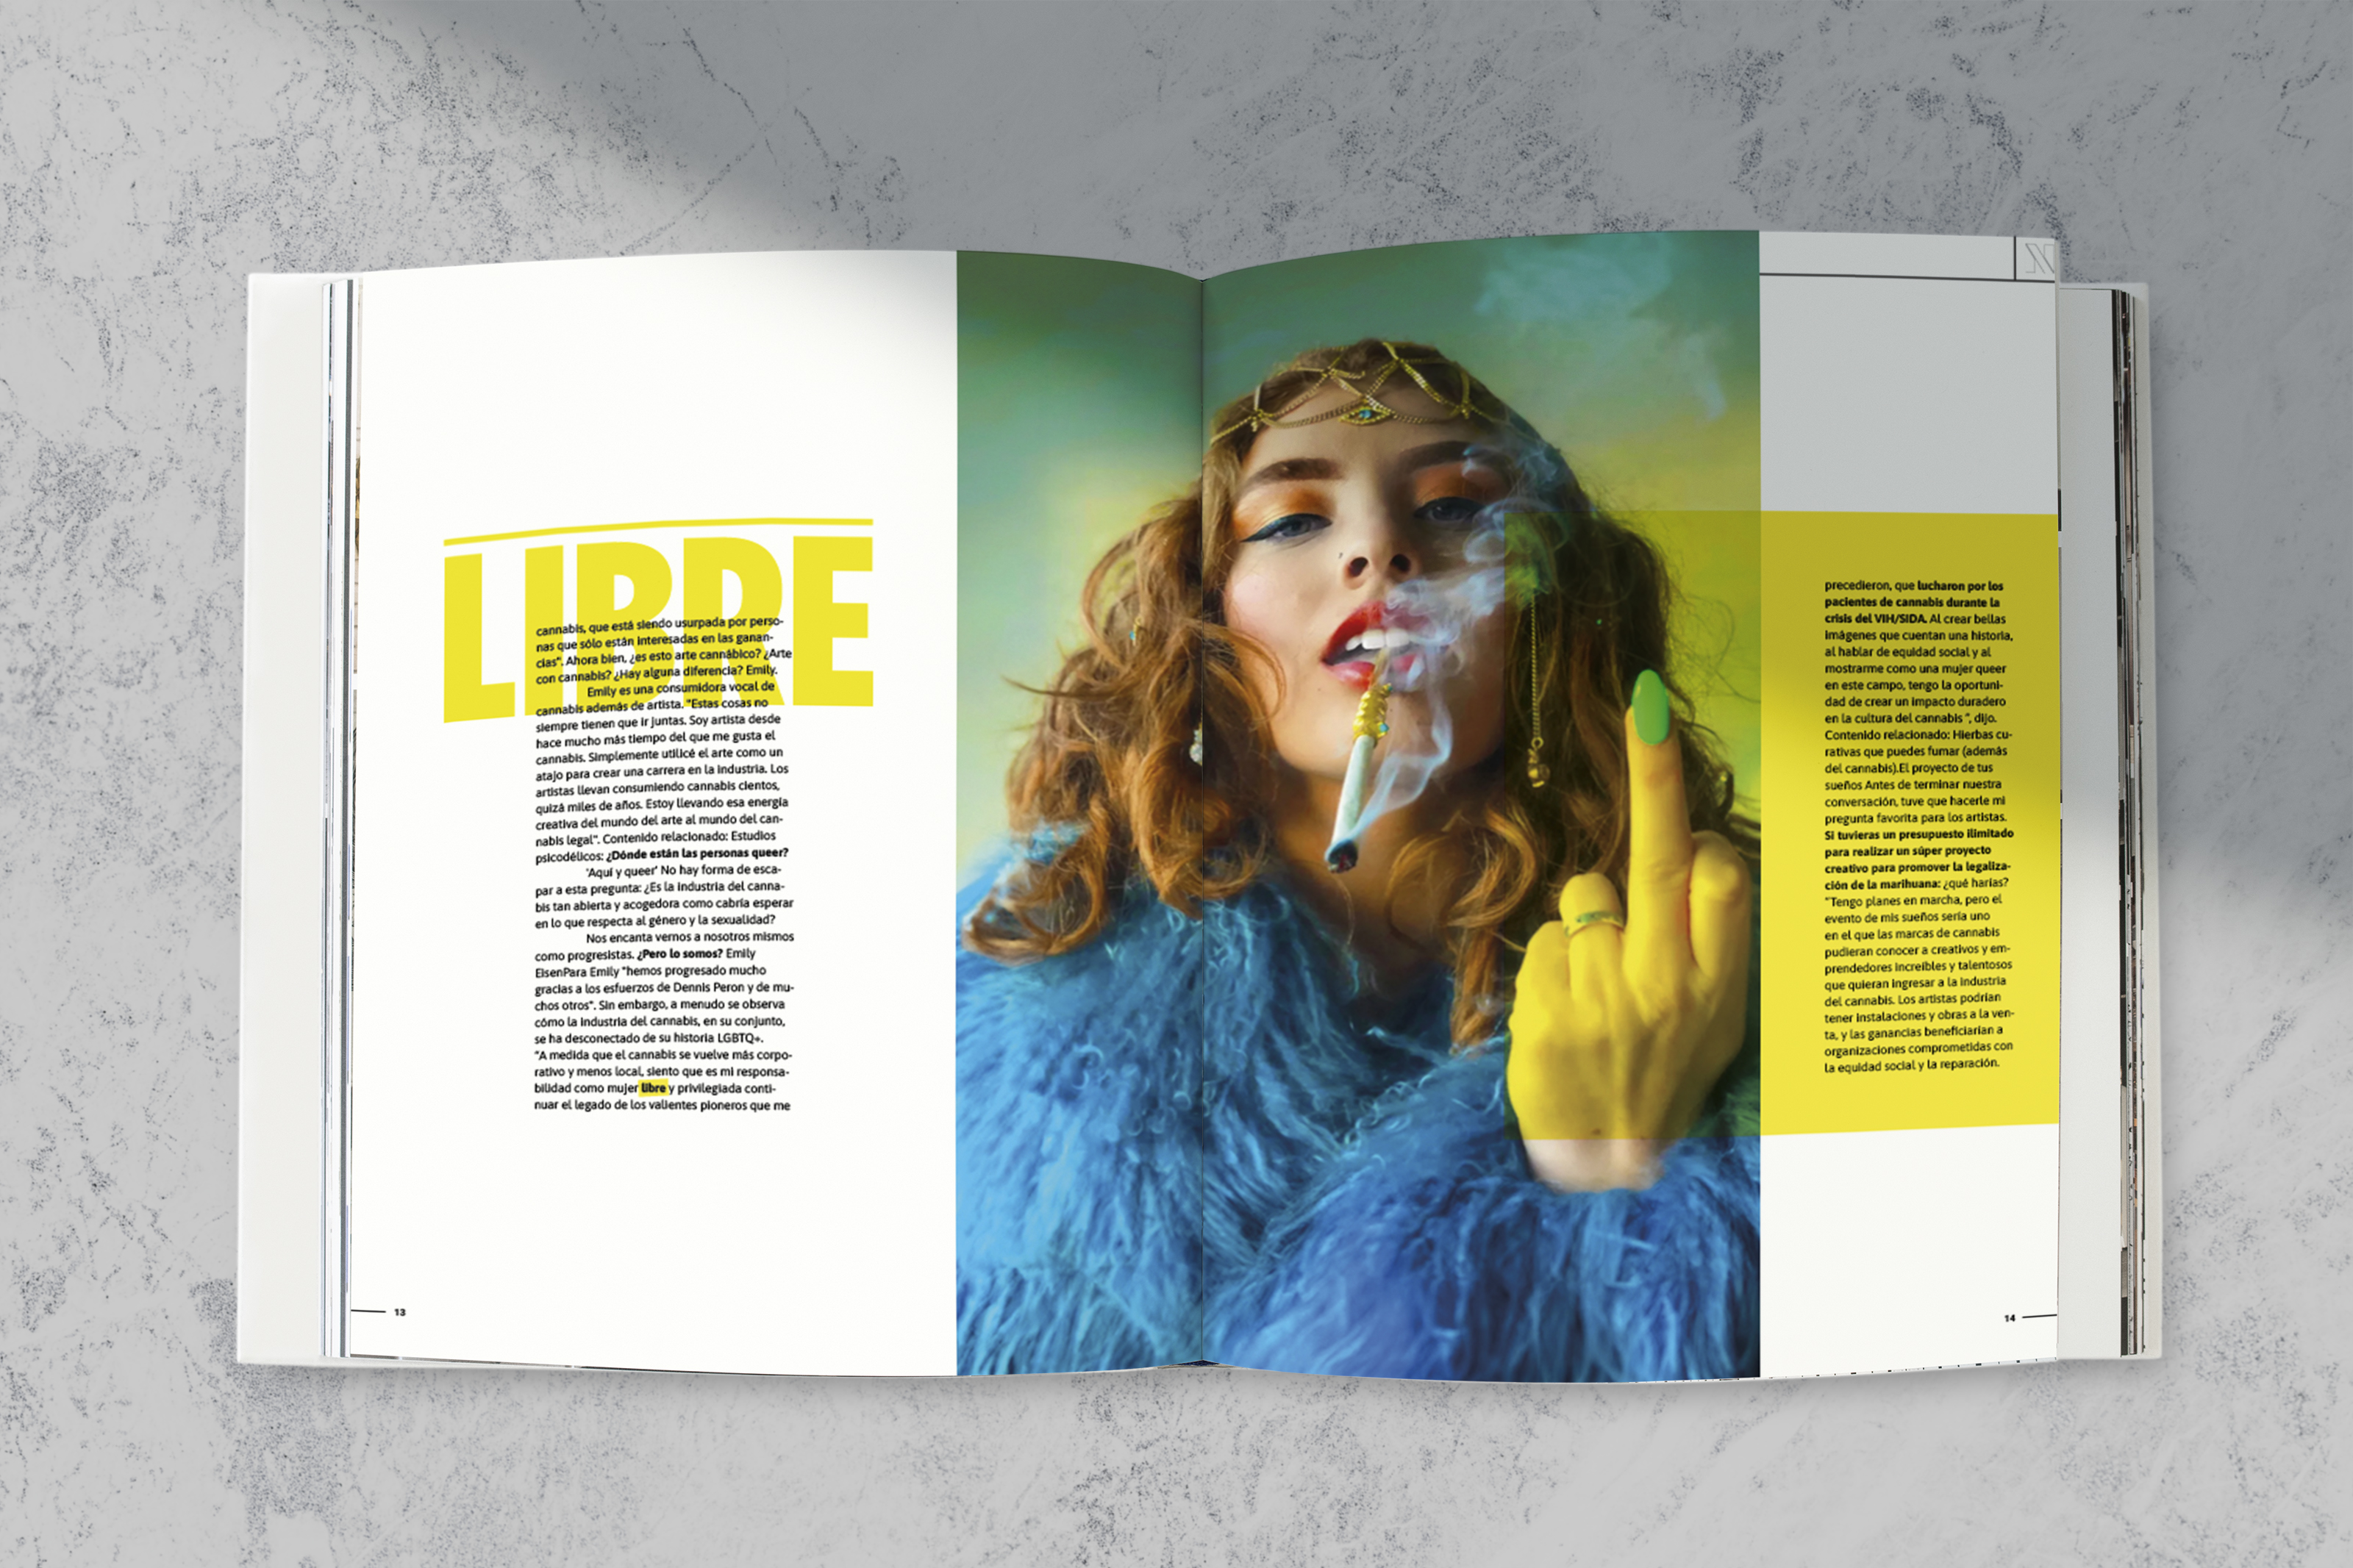 LIBRE
cannabis, que está siendo usurpada por perso-
nas que sólo están interesadas en las ganan-
cias". Ahora bien, ¿es esto arte cannábico? ¿Arte
con cannabis? ¿Hay alguna diferencia? Emily.
Emily es una consumidora vocal de
cannabis además de artista. "Estas cosas no
siempre tienen que ir juntas. Soy artista desde
hace mucho más tiempo del que me gusta el
cannabis. Simplemente utilicé el arte como un
atajo para crear una carrera en la industria. Los
artistas llevan consumiendo cannabis cientos,
quizá miles de años. Estoy llevando esa energía
creativa del mundo del arte al mundo del can-
nabis legal". Contenido relacionado: Estudios
psicodélicos: ¿Dónde están las personas queer?
'Aquí y queer' No hay forma de esca-
par a esta pregunta: ¿Es la industria del canna-
bis tan abierta y acogedora como cabría esperar
en lo que respecta al género y la sexualidad?
Nos encanta vernos a nosotros mismos
como progresistas. ¿Pero lo somos? Emily
EisenPara Emily "hemos progresado mucho
gracias a los esfuerzos de Dennis Peron y de mu-
chos otros". Sin embargo, a menudo se observa
cómo la industria del cannabis, en su conjunto,
se ha desconectado de su historia LGBTQ+.
"A medida que el cannabis se vuelve más corpo-
rativo y menos local, siento que es mi responsa-
bilidad como mujer libre y privilegiada conti-
nuar el legado de los valientes pioneros que me
13
precedieron, que lucharon por los
pacientes de cannabis durante la
crisis del VIH/SIDA. Al crear bellas
imágenes que cuentan una historia,
al hablar de equidad social y al
mostrarme como una mujer queer
en este campo, tengo la oportuni-
dad de crear un impacto duradero
en la cultura del cannabis ", dijo.
Contenido relacionado: Hierbas cu-
rativas que puedes fumar (además
del cannabis).El proyecto de tus
sueños Antes de terminar nuestra
conversación, tuve que hacerle mi
pregunta favorita para los artistas.
Si tuvieras un presupuesto ilimitado
para realizar un súper proyecto
creativo para promover la legaliza-
ción de la marihuana: ¿qué harías?
"Tengo planes en marcha, pero el
evento de mis sueños sería uno
en el que las marcas de cannabis
pudieran conocer a creativos y em-
prendedores increíbles y talentosos
que quieran ingresar a la industria
del cannabis. Los artistas podrían
tener instalaciones y obras a la ven-
ta, y las ganancias beneficiarían a
organizaciones comprometidas con
la equidad social y la reparación.
14